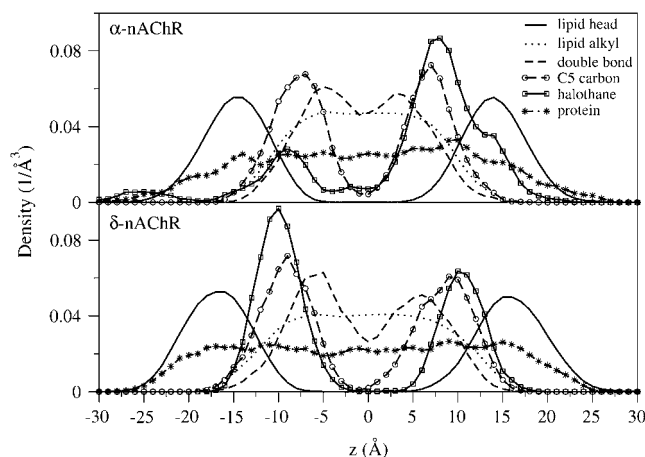 α-nAChR
lipid head
lipid alkyl
double bond
C5 carbon
halothane
protein
0.08
0.04
0
Density (1/Å³)
δ-nAChR
0.08
0.04
0
-30 -25 -20 -15 -10 -5 0 5 10 15 20 25 30
z (Å)